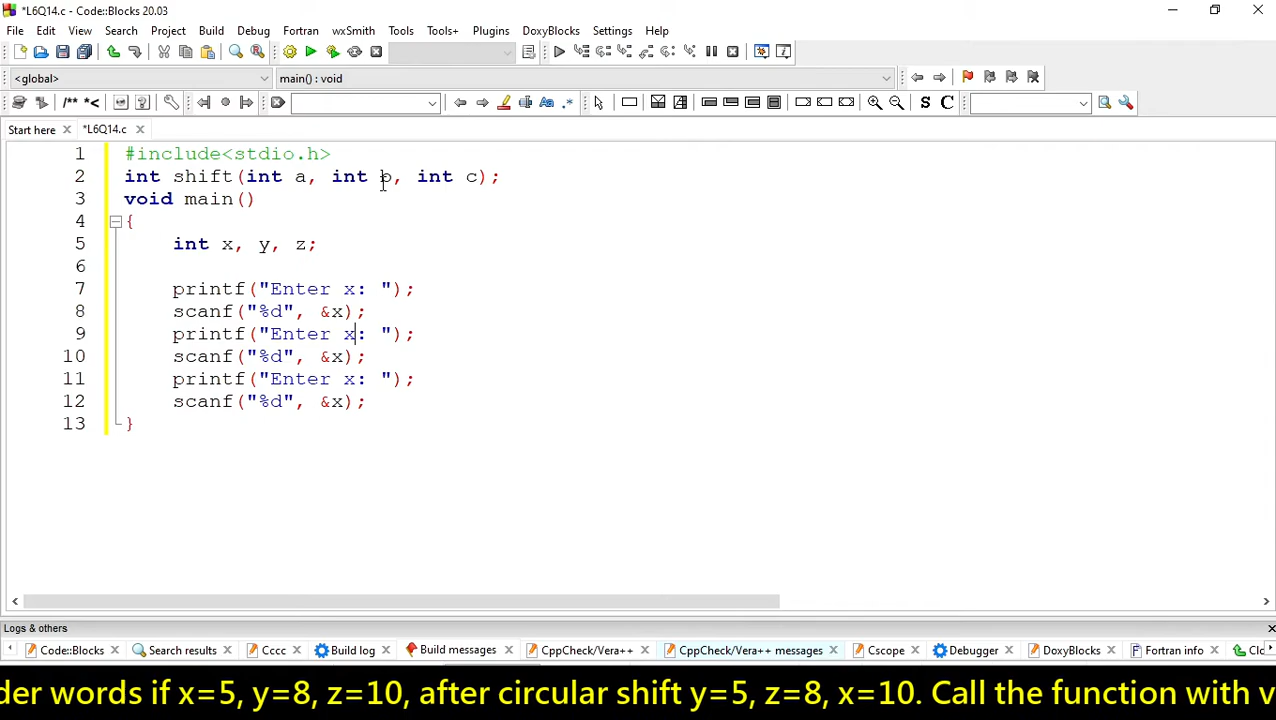 *L6Q14.c - Code::Blocks 20.03
File Edit View Search Project Build Debug Fortran wxSmith Tools Tools+ Plugins DoxyBlocks Settings Help
<global> main() : void
/** *<
S C
Start here *L6Q14.c
1 #include<stdio.h>
2 int shift(int a, int b, int c);
3 void main()
4 {
5 int x, y, z;
6
7 printf("Enter x: ");
8 scanf("%d", &x);
9 printf("Enter x: ");
10 scanf("%d", &x);
11 printf("Enter x: ");
12 scanf("%d", &x);
13 }
Logs & others
Code::Blocks Search results Cccc Build log Build messages CppCheck/Vera++ CppCheck/Vera++ messages Cscope Debugger DoxyBlocks Fortran info Clo
der words if x=5, y=8, z=10, after circular shift y=5, z=8, x=10. Call the function with v